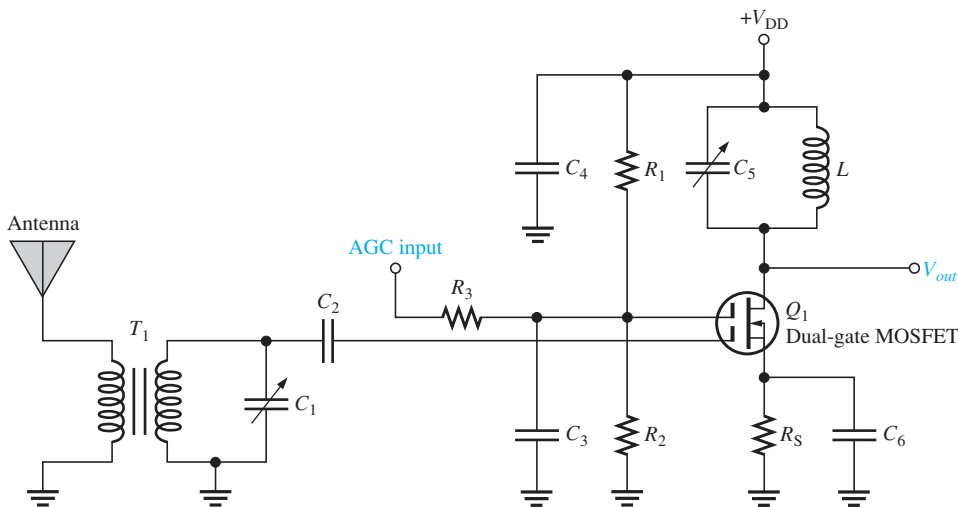 +V_DD
C_4
R_1
C_5
L
Antenna
AGC input
V_out
R_3
C_2
Q_1
T_1
Dual-gate MOSFET
C_1
C_3
R_2
R_S
C_6